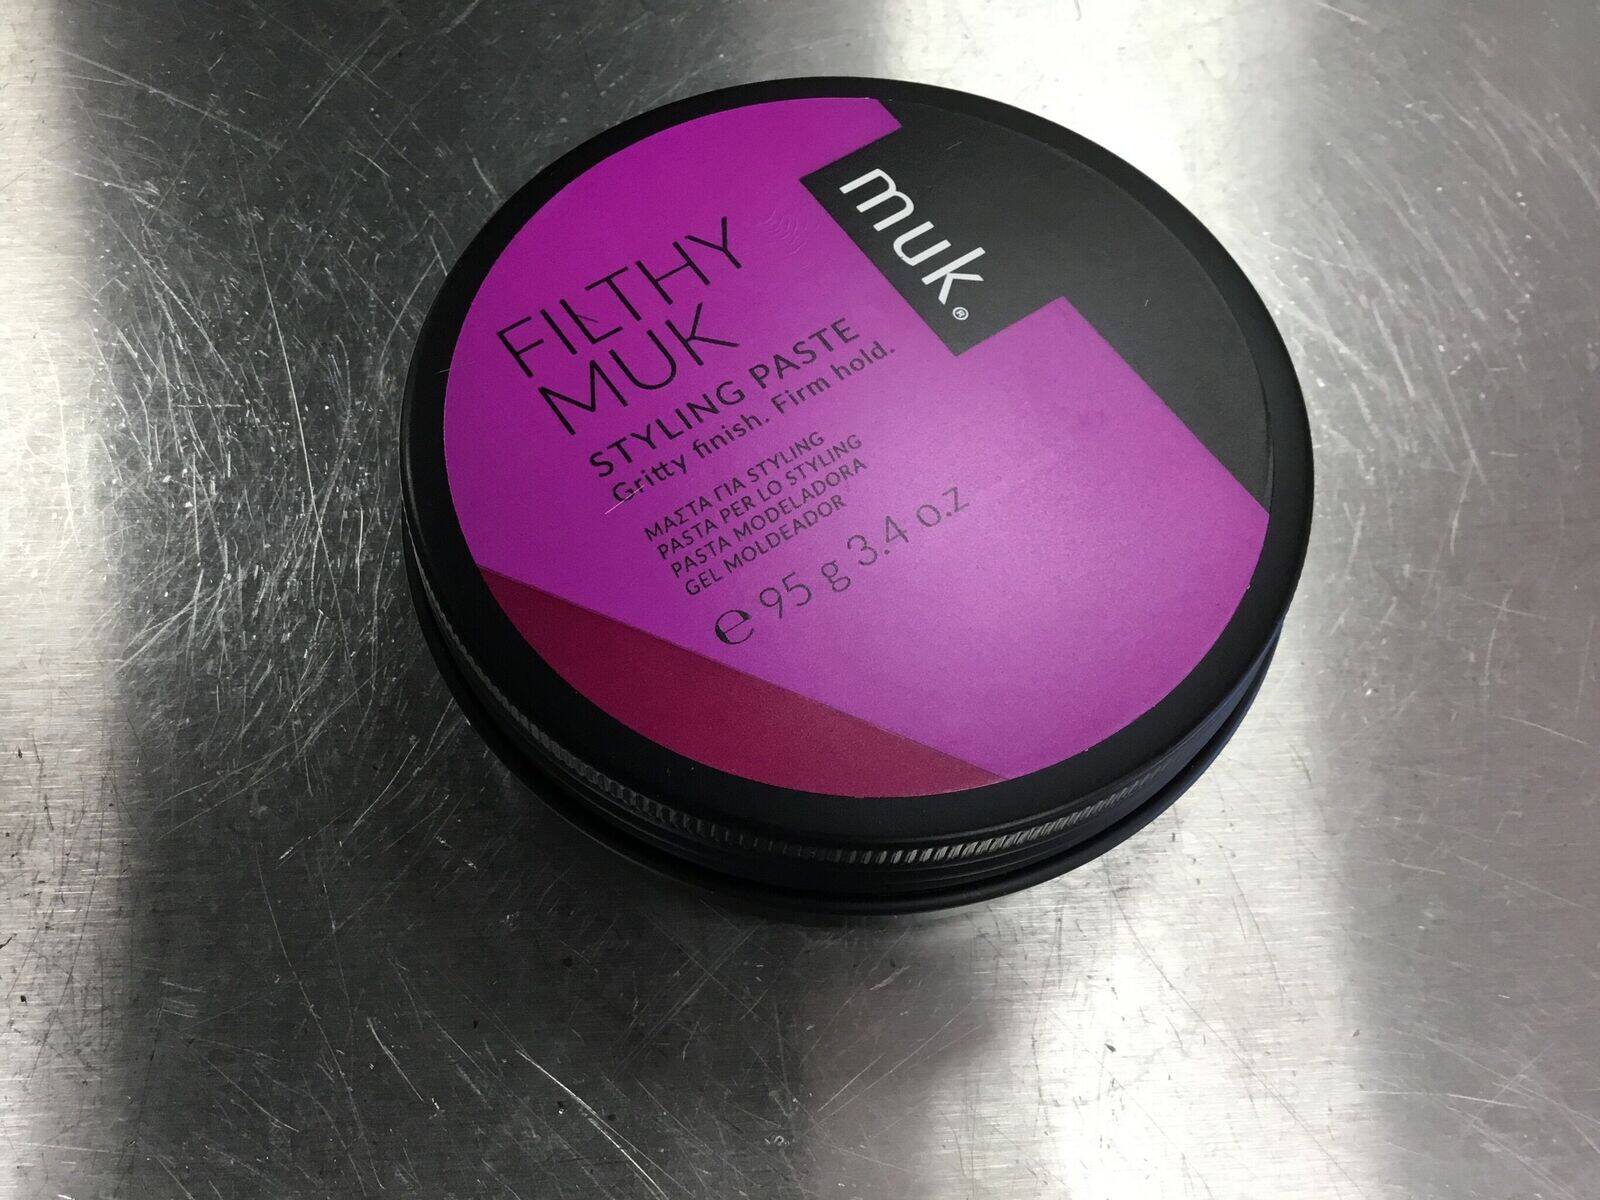 muk®
FILTHY
MUK
STYLING PASTE
Gritty finish. Firm hold.
ΜΑΣΤΑ ΓΙΑ STYLING
PASTA PER LO STYLING
PASTA MODELADORA
GEL MOLDEADOR
℮ 95 g 3.4 o.z